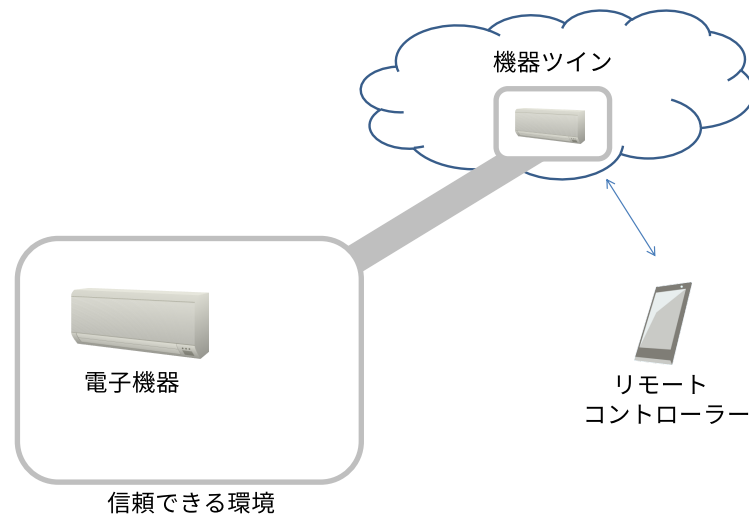 機器ツイン
電子機器
リモート
コントローラー
信頼できる環境